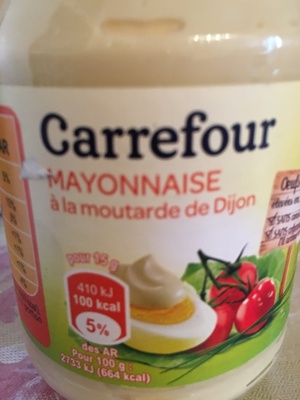 Carrefour
MAYONNAISE
à la moutarde de Dijon
pour 15 g
410 kJ
100 kcal
5%
des AR
Pour 100 g :
2733 kJ (664 kcal)
AR